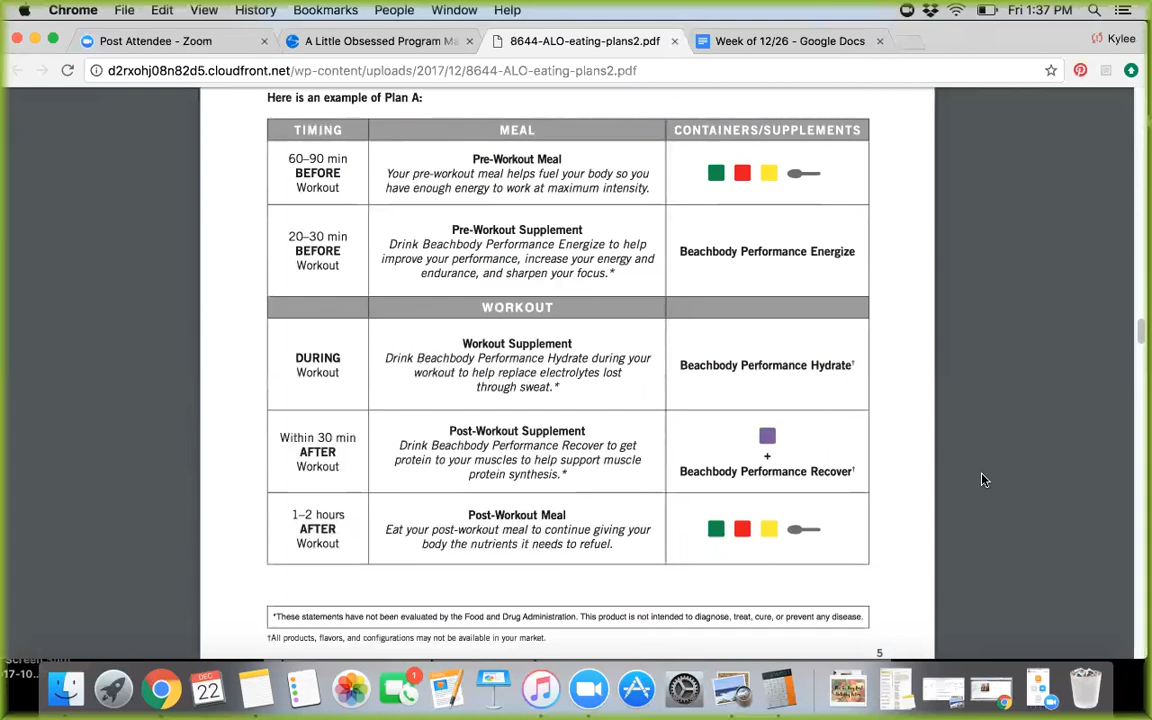 Chrome File Edit View History Bookmarks People Window Help Fri 1:37 PM
Post Attendee - Zoom × A Little Obsessed Program Ma × 8644-ALO-eating-plans2.pdf × Week of 12/26 - Google Docs × Kylee
d2rxohj08n82d5.cloudfront.net/wp-content/uploads/2017/12/8644-ALO-eating-plans2.pdf
Here is an example of Plan A:
TIMING MEAL CONTAINERS/SUPPLEMENTS
60–90 min
BEFORE
Workout
Pre-Workout Meal
Your pre-workout meal helps fuel your body so you
have enough energy to work at maximum intensity.
20–30 min
BEFORE
Workout
Pre-Workout Supplement
Drink Beachbody Performance Energize to help
improve your performance, increase your energy and
endurance, and sharpen your focus.*
Beachbody Performance Energize
WORKOUT
DURING
Workout
Workout Supplement
Drink Beachbody Performance Hydrate during your
workout to help replace electrolytes lost
through sweat.*
Beachbody Performance Hydrate†
Within 30 min
AFTER
Workout
Post-Workout Supplement
Drink Beachbody Performance Recover to get
protein to your muscles to help support muscle
protein synthesis.*
+
Beachbody Performance Recover†
1–2 hours
AFTER
Workout
Post-Workout Meal
Eat your post-workout meal to continue giving your
body the nutrients it needs to refuel.
*These statements have not been evaluated by the Food and Drug Administration. This product is not intended to diagnose, treat, cure, or prevent any disease.
†All products, flavors, and configurations may not be available in your market.
5
17-10...
DEC
22
1